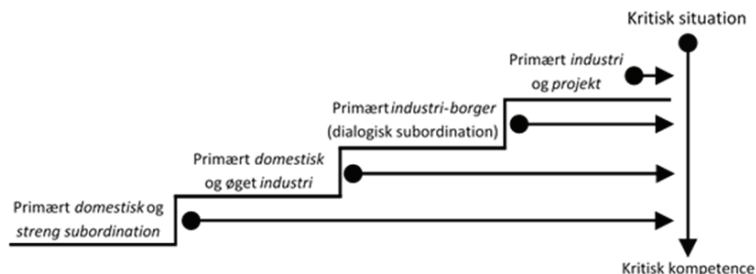 Kritisk situation
Primært industri
og projekt
Primært industri-borger
(dialogisk subordination)
Primært domestisk
og øget industri
Primært domestisk og
streng subordination
Kritisk kompetence